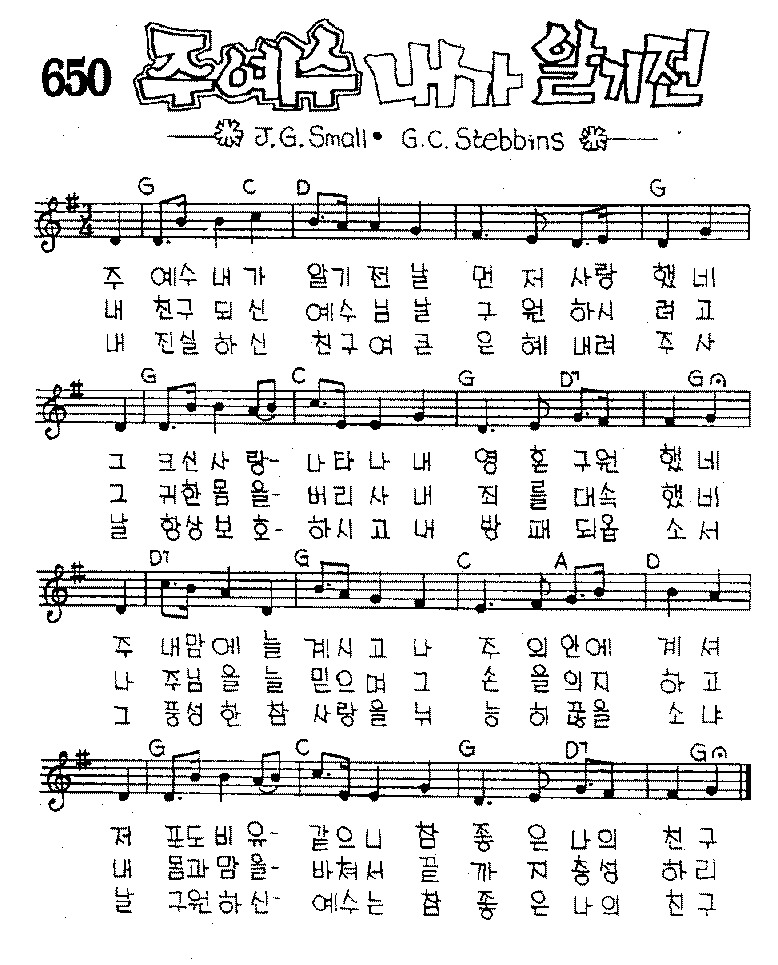 650 주예수 내가 알기전
J.G.Small • G.C.Stebbins
G C D G
주 예수 내 가 알기 전 날 먼 저 사랑 했 네
내 친구 되 신 예수 님 날 구 원 하시 려 고
내 진실 하 신 친구 여 큰 은 혜 내려 주 사
G C G D7 G
그 크신 사 랑- 나타 나 내 영 혼 구원 했 네
그 귀한 몸 을- 버리 사 내 죄 를 대속 했 네
날 항상 보 호- 하시 고 내 방 패 되옵 소 서
D7 G C A D
주 내맘 에 늘 계시 고 나 주 의 안에 계 셔
나 주님 을 늘 믿으 며 그 손 을 의지 하 고
그 풍성 한 참 사랑 을 뉘 능 히 끊을 소 냐
G C G D7 G
저 포도 비 유- 같으 니 참 좋 은 나의 친 구
내 몸과 맘 을- 바쳐 서 끝 까 지 충성 하 리
날 구원 하 신- 예수 는 참 좋 은 나의 친 구